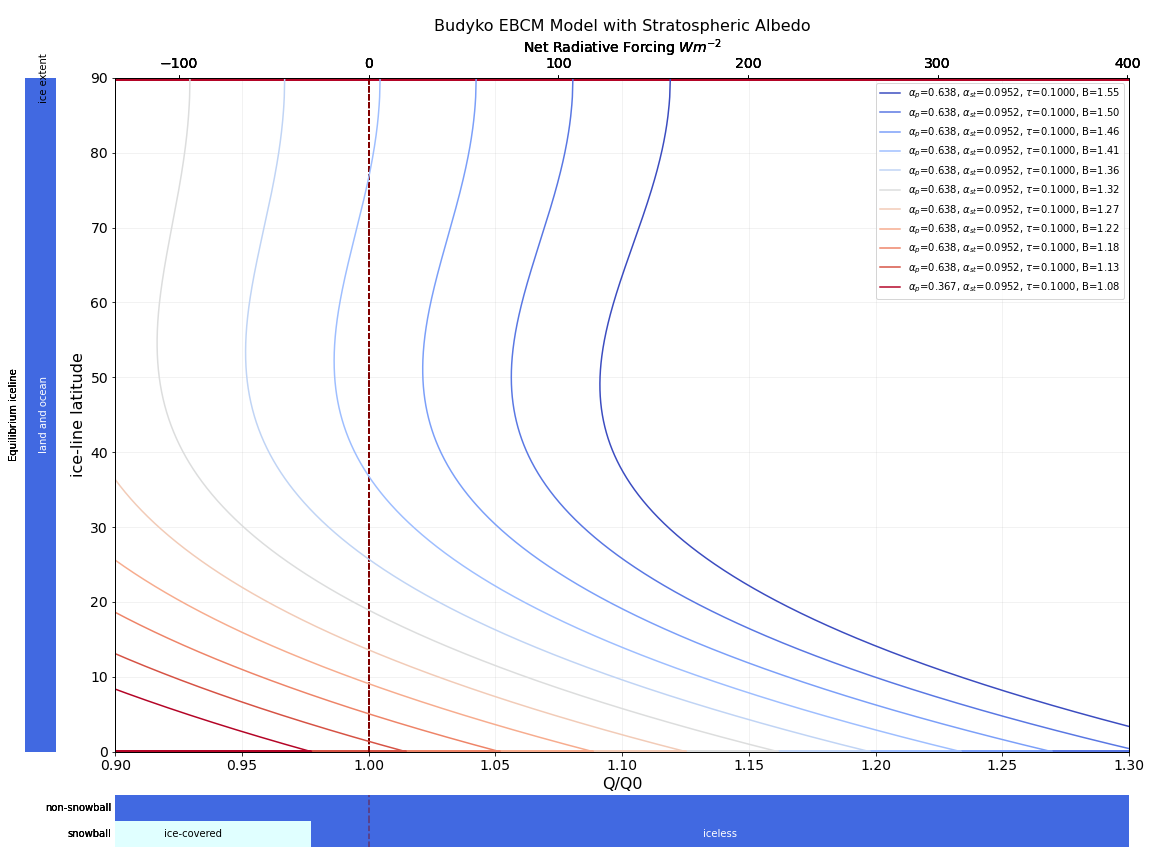 Budyko EBCM Model with Stratospheric Albedo
Net Radiative Forcing Wm⁻²
−100 0 100 200 300 400
ice extent
90
80
70
60
50
40
30
20
10
0
α_p=0.638, α_st=0.0952, τ=0.1000, B=1.55
α_p=0.638, α_st=0.0952, τ=0.1000, B=1.50
α_p=0.638, α_st=0.0952, τ=0.1000, B=1.46
α_p=0.638, α_st=0.0952, τ=0.1000, B=1.41
α_p=0.638, α_st=0.0952, τ=0.1000, B=1.36
α_p=0.638, α_st=0.0952, τ=0.1000, B=1.32
α_p=0.638, α_st=0.0952, τ=0.1000, B=1.27
α_p=0.638, α_st=0.0952, τ=0.1000, B=1.22
α_p=0.638, α_st=0.0952, τ=0.1000, B=1.18
α_p=0.638, α_st=0.0952, τ=0.1000, B=1.13
α_p=0.367, α_st=0.0952, τ=0.1000, B=1.08
Equilibrium iceline
land and ocean
ice-line latitude
0.90 0.95 1.00 1.05 1.10 1.15 1.20 1.25 1.30
Q/Q0
non-snowball
snowball
ice-covered
iceless